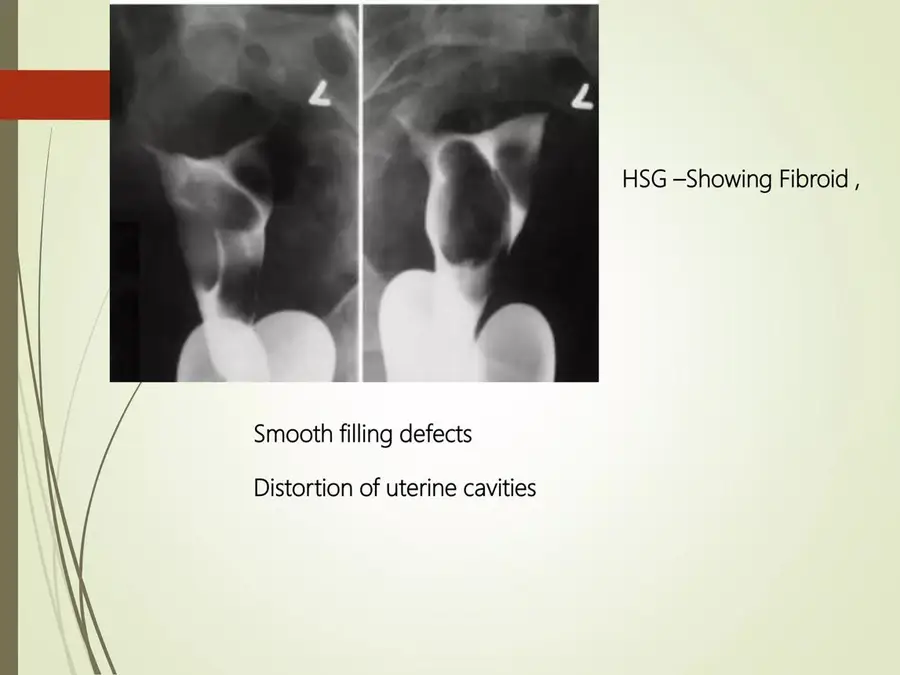 L
L
HSG –Showing Fibroid ,
Smooth filling defects
Distortion of uterine cavities